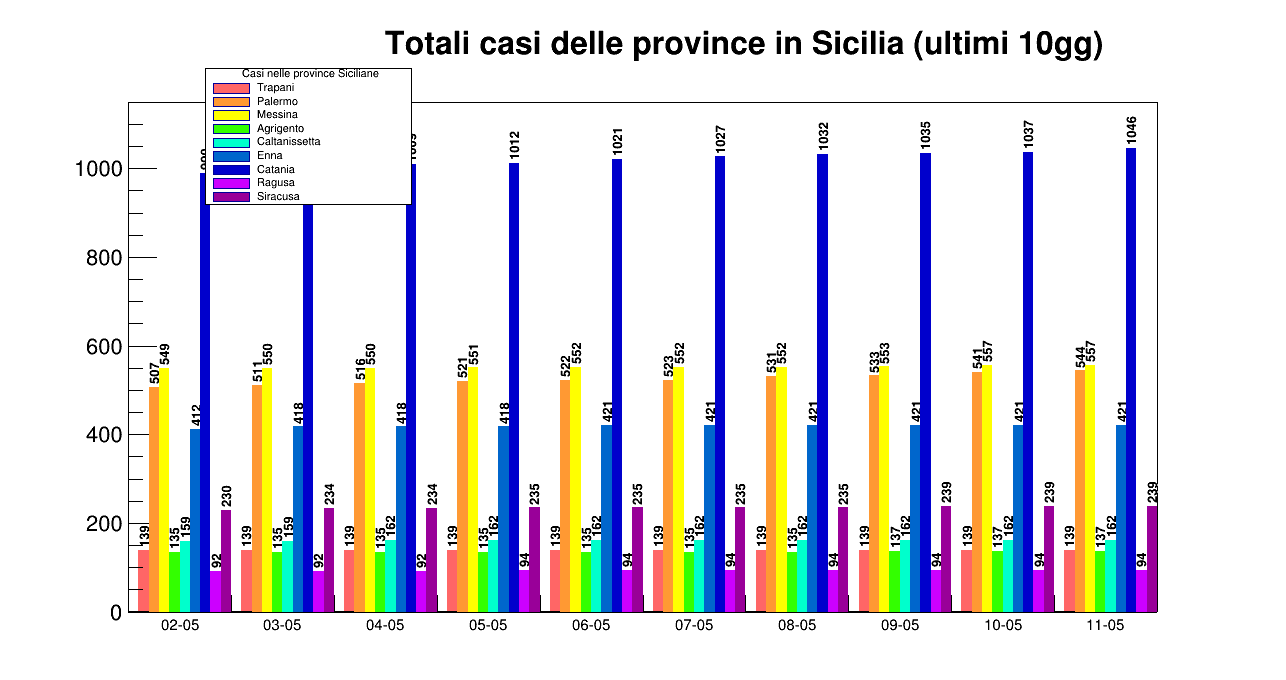 Totali casi delle province in Sicilia (ultimi 10gg)
Casi nelle province Siciliane
Trapani
Palermo
Messina
Agrigento
Caltanissetta
Enna
Catania
Ragusa
Siracusa
1000
800
600
400
200
0
139 507 549 135 159 412 92 230
139 511 550 135 159 418 92 234
139 516 550 135 162 418 92 234
139 521 551 135 162 418 1012 94 235
139 522 552 135 162 421 1021 94 235
139 523 552 135 162 421 1027 94 235
139 531 552 135 162 421 1032 94 235
139 533 553 137 162 421 1035 94 239
139 541 557 137 162 421 1037 94 239
139 544 557 137 162 421 1046 94 239
02-05 03-05 04-05 05-05 06-05 07-05 08-05 09-05 10-05 11-05